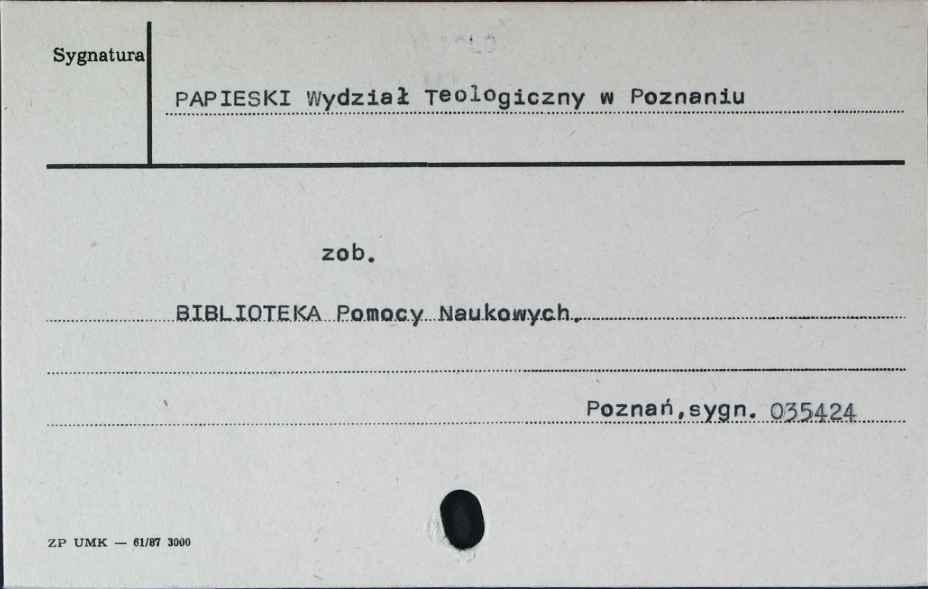 Sygnatura
PAPIESKI Wydział Teologiczny w Poznaniu
zob.
BIBLIOTEKA Pomocy Naukowych.
Poznań,sygn. 035424
ZP UMK — 61/87 3000